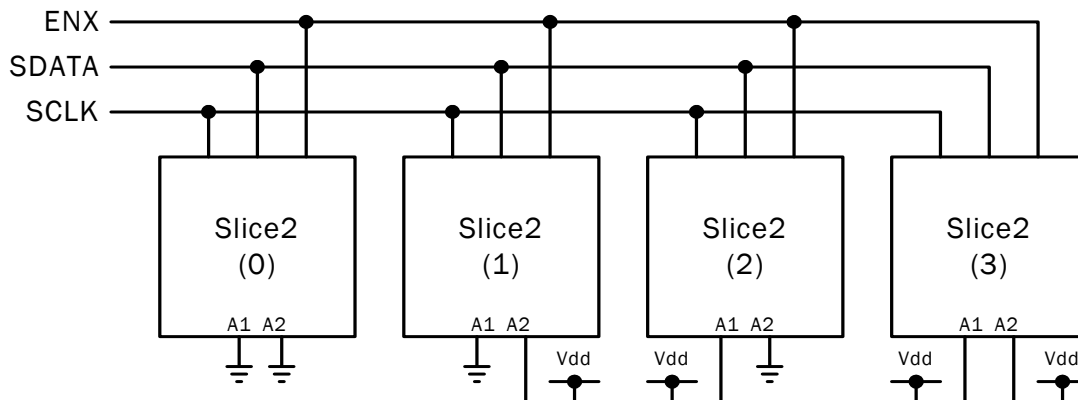 ENX
SDATA
SCLK
Slice2
(0)
Slice2
(1)
Slice2
(2)
Slice2
(3)
A1 A2
A1 A2
A1 A2
A1 A2
Vdd
Vdd
Vdd
Vdd